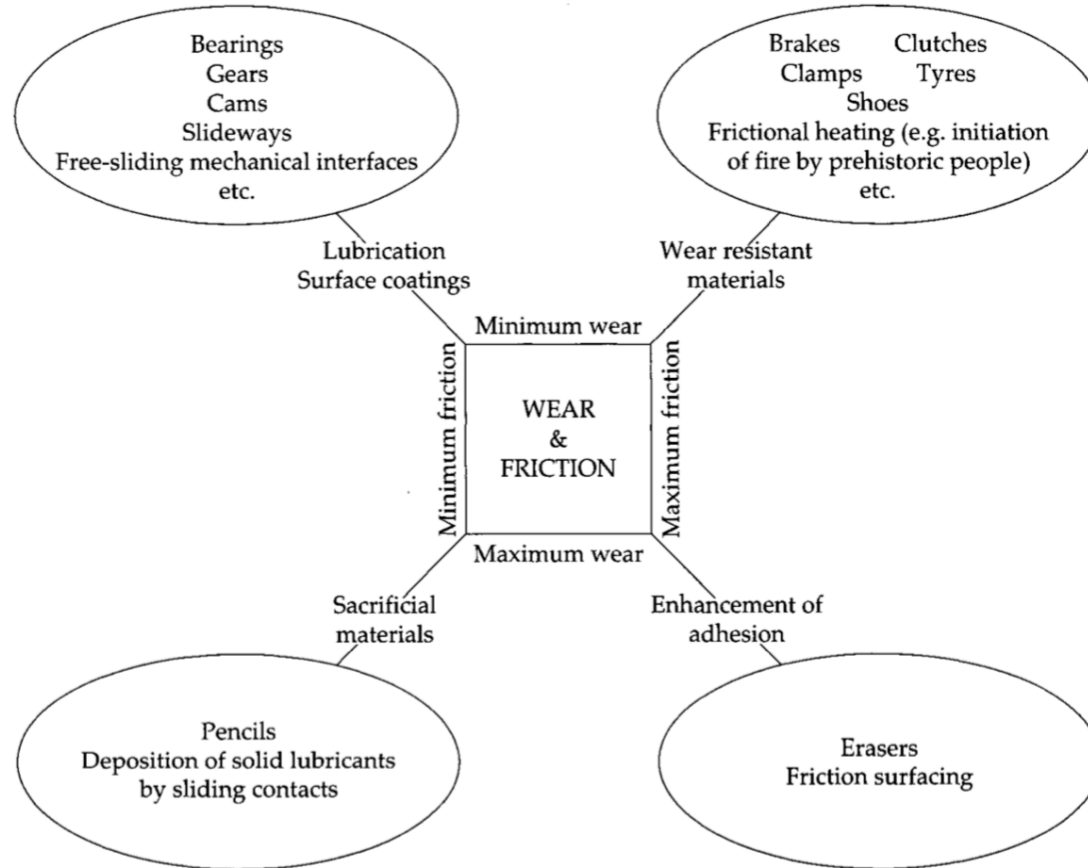 Bearings
Gears
Cams
Slideways
Free-sliding mechanical interfaces
etc.
Brakes Clutches
Clamps Tyres
Shoes
Frictional heating (e.g. initiation
of fire by prehistoric people)
etc.
Lubrication
Surface coatings
Wear resistant
materials
Minimum wear
Minimum friction
WEAR
&
FRICTION
Maximum friction
Maximum wear
Sacrificial
materials
Enhancement of
adhesion
Pencils
Deposition of solid lubricants
by sliding contacts
Erasers
Friction surfacing